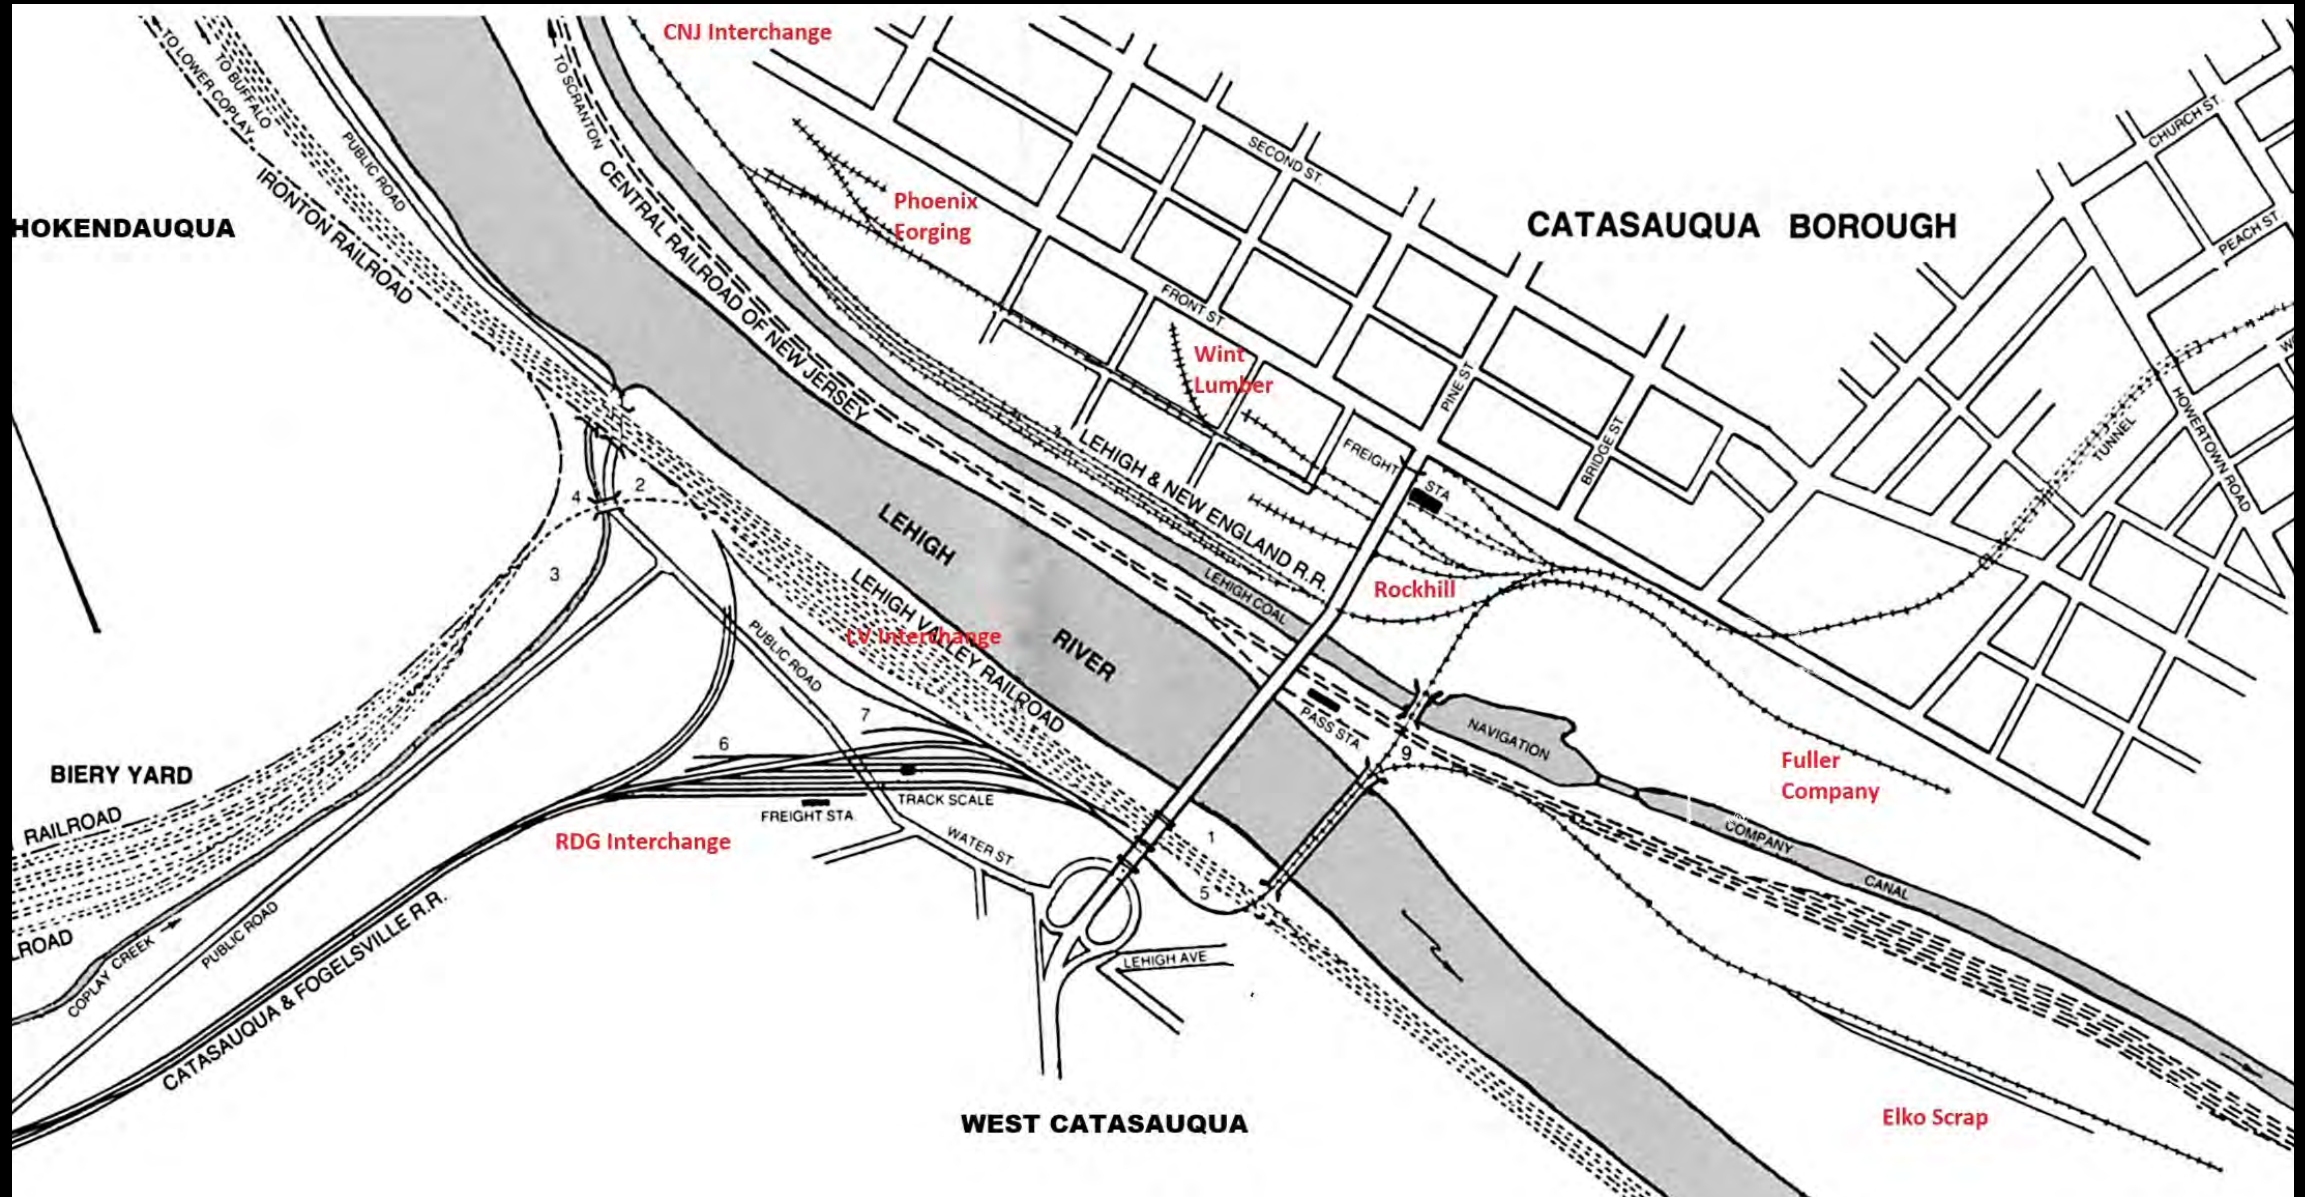 CNJ Interchange
TO LOWER COPLAY
TO BUFFALO
PUBLIC ROAD
TO SCRANTON
IRONTON RAILROAD
HOKENDAUQUA
CENTRAL RAILROAD OF NEW JERSEY
Phoenix
Forging
SECOND ST.
CHURCH ST.
CATASAUQUA BOROUGH
PEACH ST.
FRONT ST.
Wint
Lumber
PINE ST
BRIDGE ST
HOWERTOWN ROAD
TUNNEL
FREIGHT
STA
LEHIGH & NEW ENGLAND R.R.
4
2
3
LEHIGH
RIVER
LEHIGH COAL
Rockhill
LEHIGH VALLEY RAILROAD
LV Interchange
PUBLIC ROAD
7
6
PASS STA
9
NAVIGATION
Fuller
Company
COMPANY
CANAL
BIERY YARD
RAILROAD
TRACK SCALE
FREIGHT STA
RDG Interchange
WATER ST.
1
5
LROAD
COPLAY CREEK
PUBLIC ROAD
CATASAUQUA & FOGELSVILLE R.R.
LEHIGH AVE
WEST CATASAUQUA
Elko Scrap